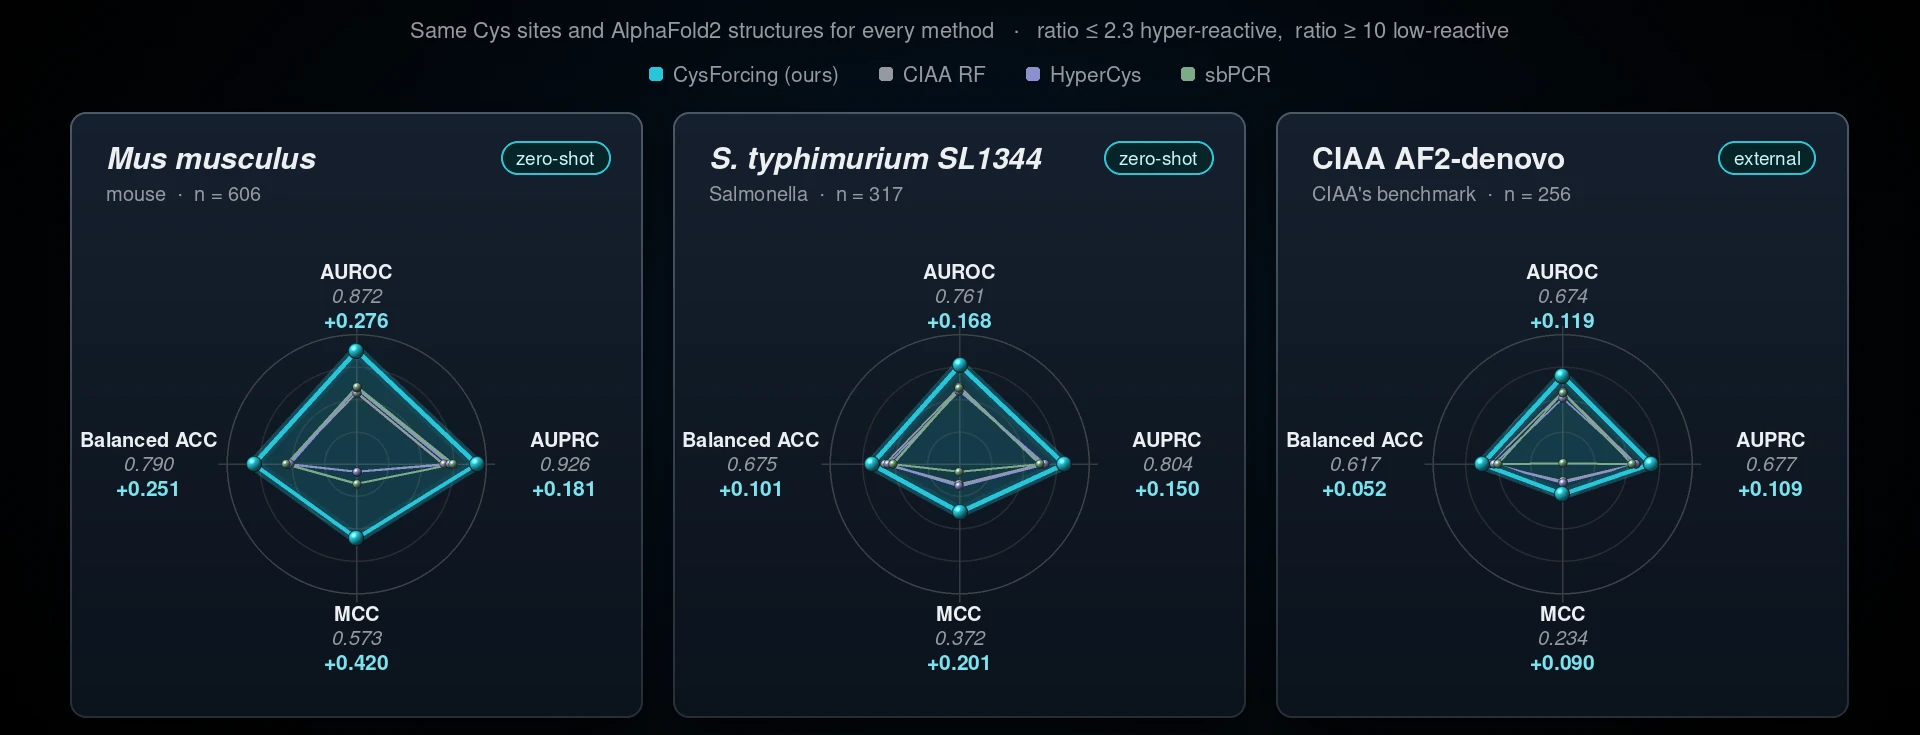 Same Cys sites and AlphaFold2 structures for every method · ratio ≤ 2.3 hyper-reactive, ratio ≥ 10 low-reactive
CysForcing (ours) CIAA RF HyperCys sbPCR
Mus musculus zero-shot
mouse · n = 606
AUROC
0.872
+0.276
Balanced ACC
0.790
+0.251
AUPRC
0.926
+0.181
MCC
0.573
+0.420
S. typhimurium SL1344 zero-shot
Salmonella · n = 317
AUROC
0.761
+0.168
Balanced ACC
0.675
+0.101
AUPRC
0.804
+0.150
MCC
0.372
+0.201
CIAA AF2-denovo external
CIAA's benchmark · n = 256
AUROC
0.674
+0.119
Balanced ACC
0.617
+0.052
AUPRC
0.677
+0.109
MCC
0.234
+0.090